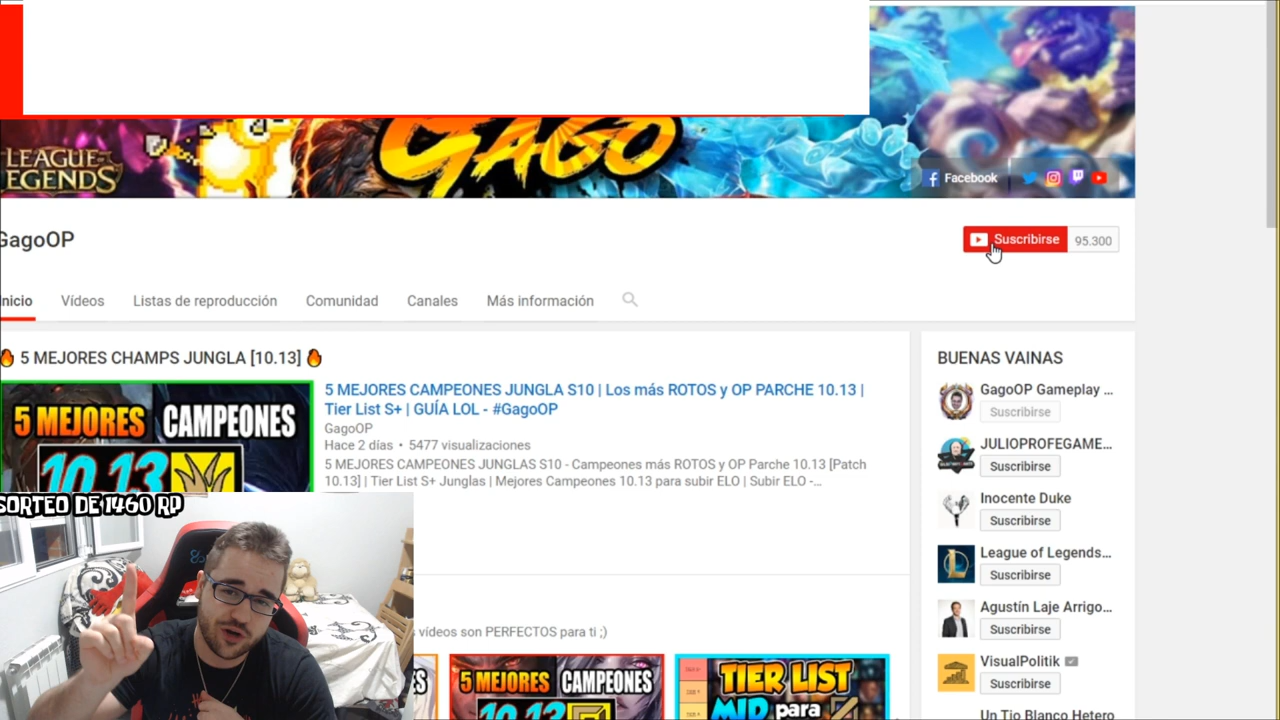 LEAGUE
LEGENDS
GAGO
Facebook
GagoOP
Suscribirse
95.300
Inicio
Vídeos
Listas de reproducción
Comunidad
Canales
Más información
🔥 5 MEJORES CHAMPS JUNGLA [10.13] 🔥
5 MEJORES CAMPEONES
10.13
5 MEJORES CAMPEONES JUNGLA S10 | Los más ROTOS y OP PARCHE 10.13 |
Tier List S+ | GUÍA LOL - #GagoOP
GagoOP
Hace 2 días • 5477 visualizaciones
5 MEJORES CAMPEONES JUNGLAS S10 - Campeones más ROTOS y OP Parche 10.13 [Patch
10.13] | Tier List S+ Junglas | Mejores Campeones 10.13 para subir ELO | Subir ELO -...
BUENAS VAINAS
GagoOP Gameplay ...
Suscribirse
JULIOPROFEGAME...
Suscribirse
Inocente Duke
Suscribirse
League of Legends...
Suscribirse
Agustín Laje Arrigo...
Suscribirse
VisualPolitik
Suscribirse
Un Tio Blanco Hetero
SORTEO DE 1460 RP
vídeos son PERFECTOS para ti ;)
5 MEJORES CAMPEONES
10.13
TIER LIST
MID para